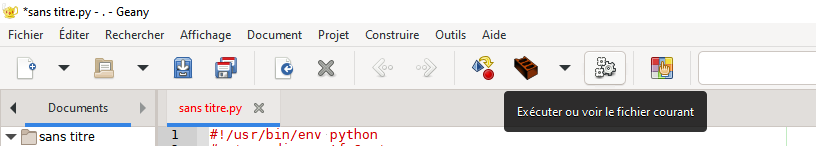 *sans titre.py - . - Geany
Fichier Éditer Rechercher Affichage Document Projet Construire Outils Aide
Documents sans titre.py
Exécuter ou voir le fichier courant
sans titre 1 #!/usr/bin/env python